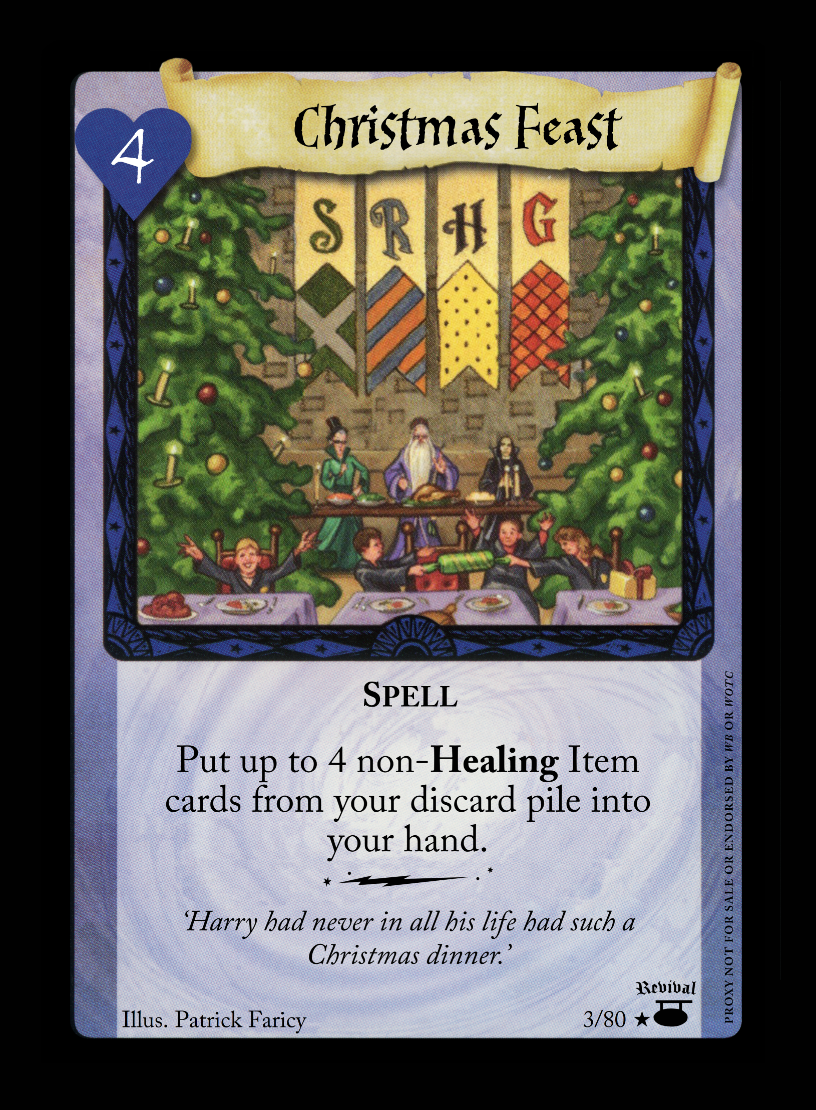 Christmas Feast
4
S R H G
SPELL
Put up to 4 non-Healing Item
cards from your discard pile into
your hand.
‘Harry had never in all his life had such a
Christmas dinner.’
Revival
Illus. Patrick Faricy
3/80
PROXY NOT FOR SALE OR ENDORSED BY WB OR WOTC